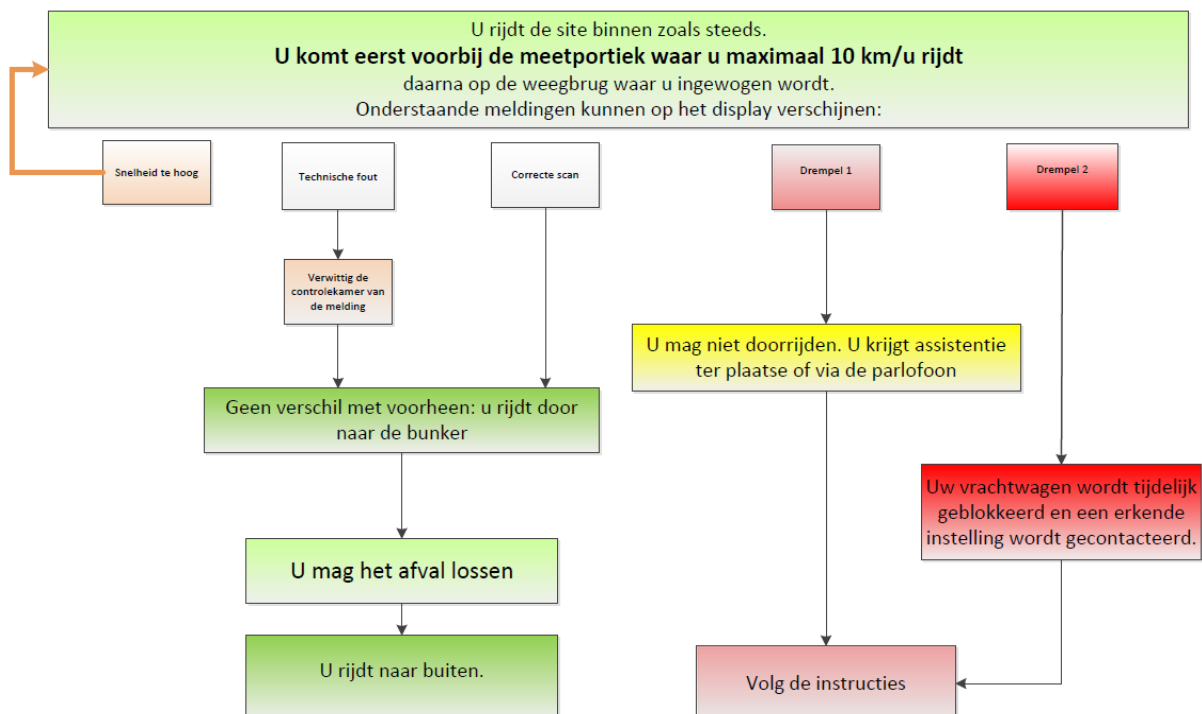 U rijdt de site binnen zoals steeds.
U komt eerst voorbij de meetportiek waar u maximaal 10 km/u rijdt
daarna op de weegbrug waar u ingewogen wordt.
Onderstaande meldingen kunnen op het display verschijnen:
Snelheid te hoog
Technische fout
Correcte scan
Drempel 1
Drempel 2
Verwittig de
controlekamer van
de melding
U mag niet doorrijden. U krijgt assistentie
ter plaatse of via de parlofoon
Geen verschil met voorheen: u rijdt door
naar de bunker
Uw vrachtwagen wordt tijdelijk
geblokkeerd en een erkende
instelling wordt gecontacteerd.
U mag het afval lossen
U rijdt naar buiten.
Volg de instructies